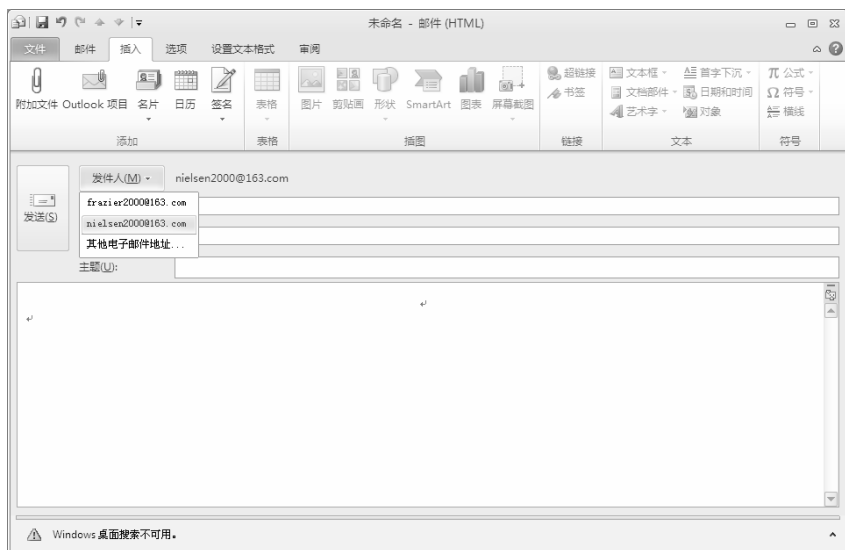 未命名 - 邮件 (HTML)
文件 邮件 插入 选项 设置文本格式 审阅
附加文件 Outlook 项目 名片 日历 签名 表格 图片 剪贴画 形状 SmartArt 图表 屏幕截图
超链接 文本框 首字下沉 公式
书签 文档部件 日期和时间 符号
艺术字 对象 横线
添加 表格 插图 链接 文本 符号
发件人(M) nielsen2000@163.com
发送(S)
frazier2000@163.com
nielsen2000@163.com
其他电子邮件地址...
主题(U):
Windows 桌面搜索不可用。